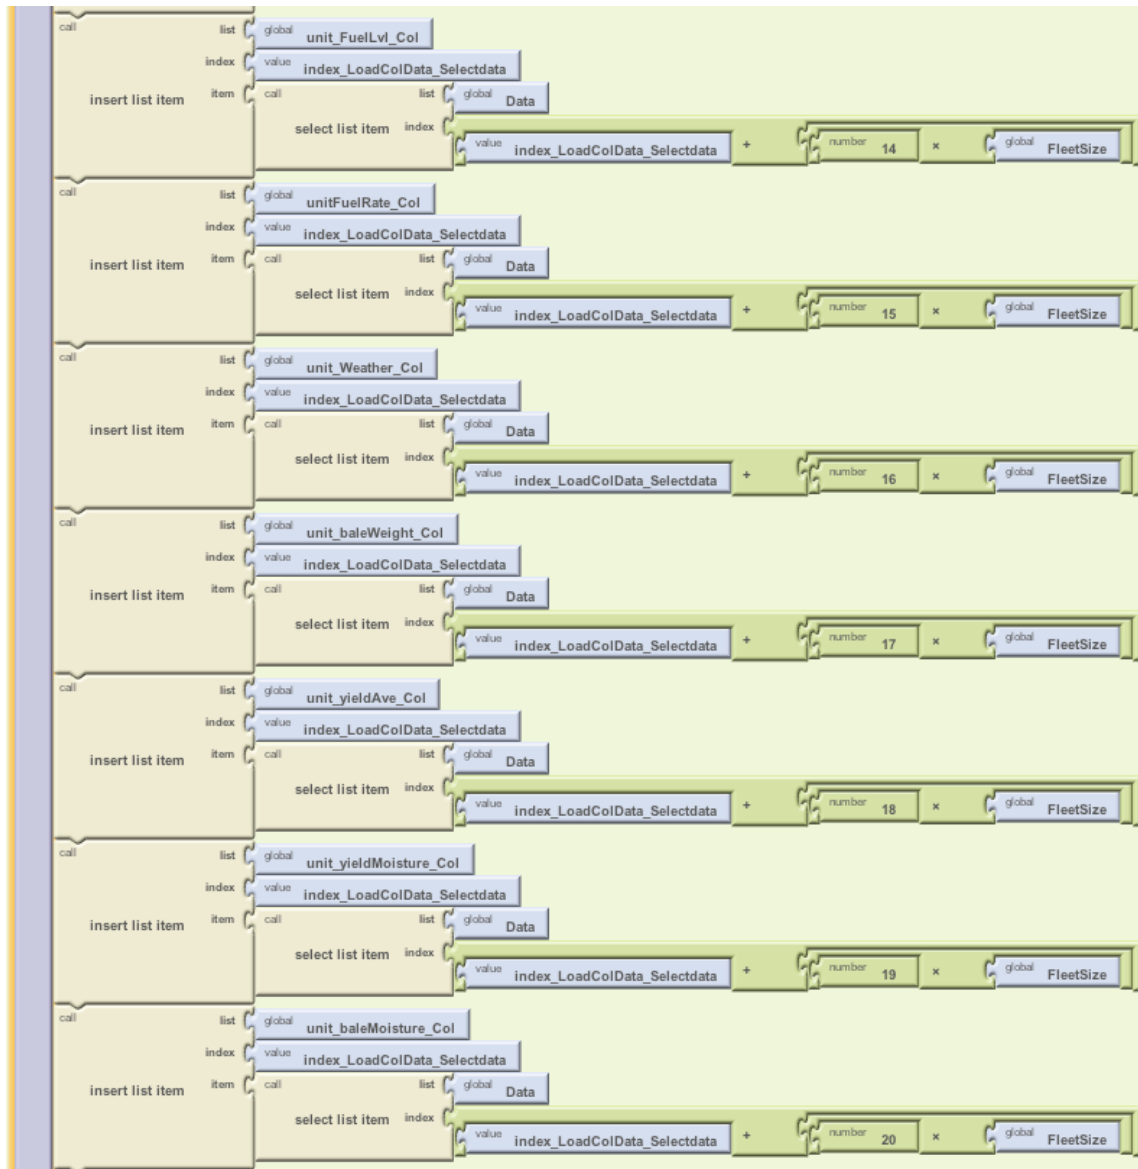 call list global unit_FuelLvl_Col
index value index_LoadColData_Selectdata
insert list item item call list global Data
select list item index value index_LoadColData_Selectdata + number 14 × global FleetSize
call list global unitFuelRate_Col
index value index_LoadColData_Selectdata
insert list item item call list global Data
select list item index value index_LoadColData_Selectdata + number 15 × global FleetSize
call list global unit_Weather_Col
index value index_LoadColData_Selectdata
insert list item item call list global Data
select list item index value index_LoadColData_Selectdata + number 16 × global FleetSize
call list global unit_baleWeight_Col
index value index_LoadColData_Selectdata
insert list item item call list global Data
select list item index value index_LoadColData_Selectdata + number 17 × global FleetSize
call list global unit_yieldAve_Col
index value index_LoadColData_Selectdata
insert list item item call list global Data
select list item index value index_LoadColData_Selectdata + number 18 × global FleetSize
call list global unit_yieldMoisture_Col
index value index_LoadColData_Selectdata
insert list item item call list global Data
select list item index value index_LoadColData_Selectdata + number 19 × global FleetSize
call list global unit_baleMoisture_Col
index value index_LoadColData_Selectdata
insert list item item call list global Data
select list item index value index_LoadColData_Selectdata + number 20 × global FleetSize